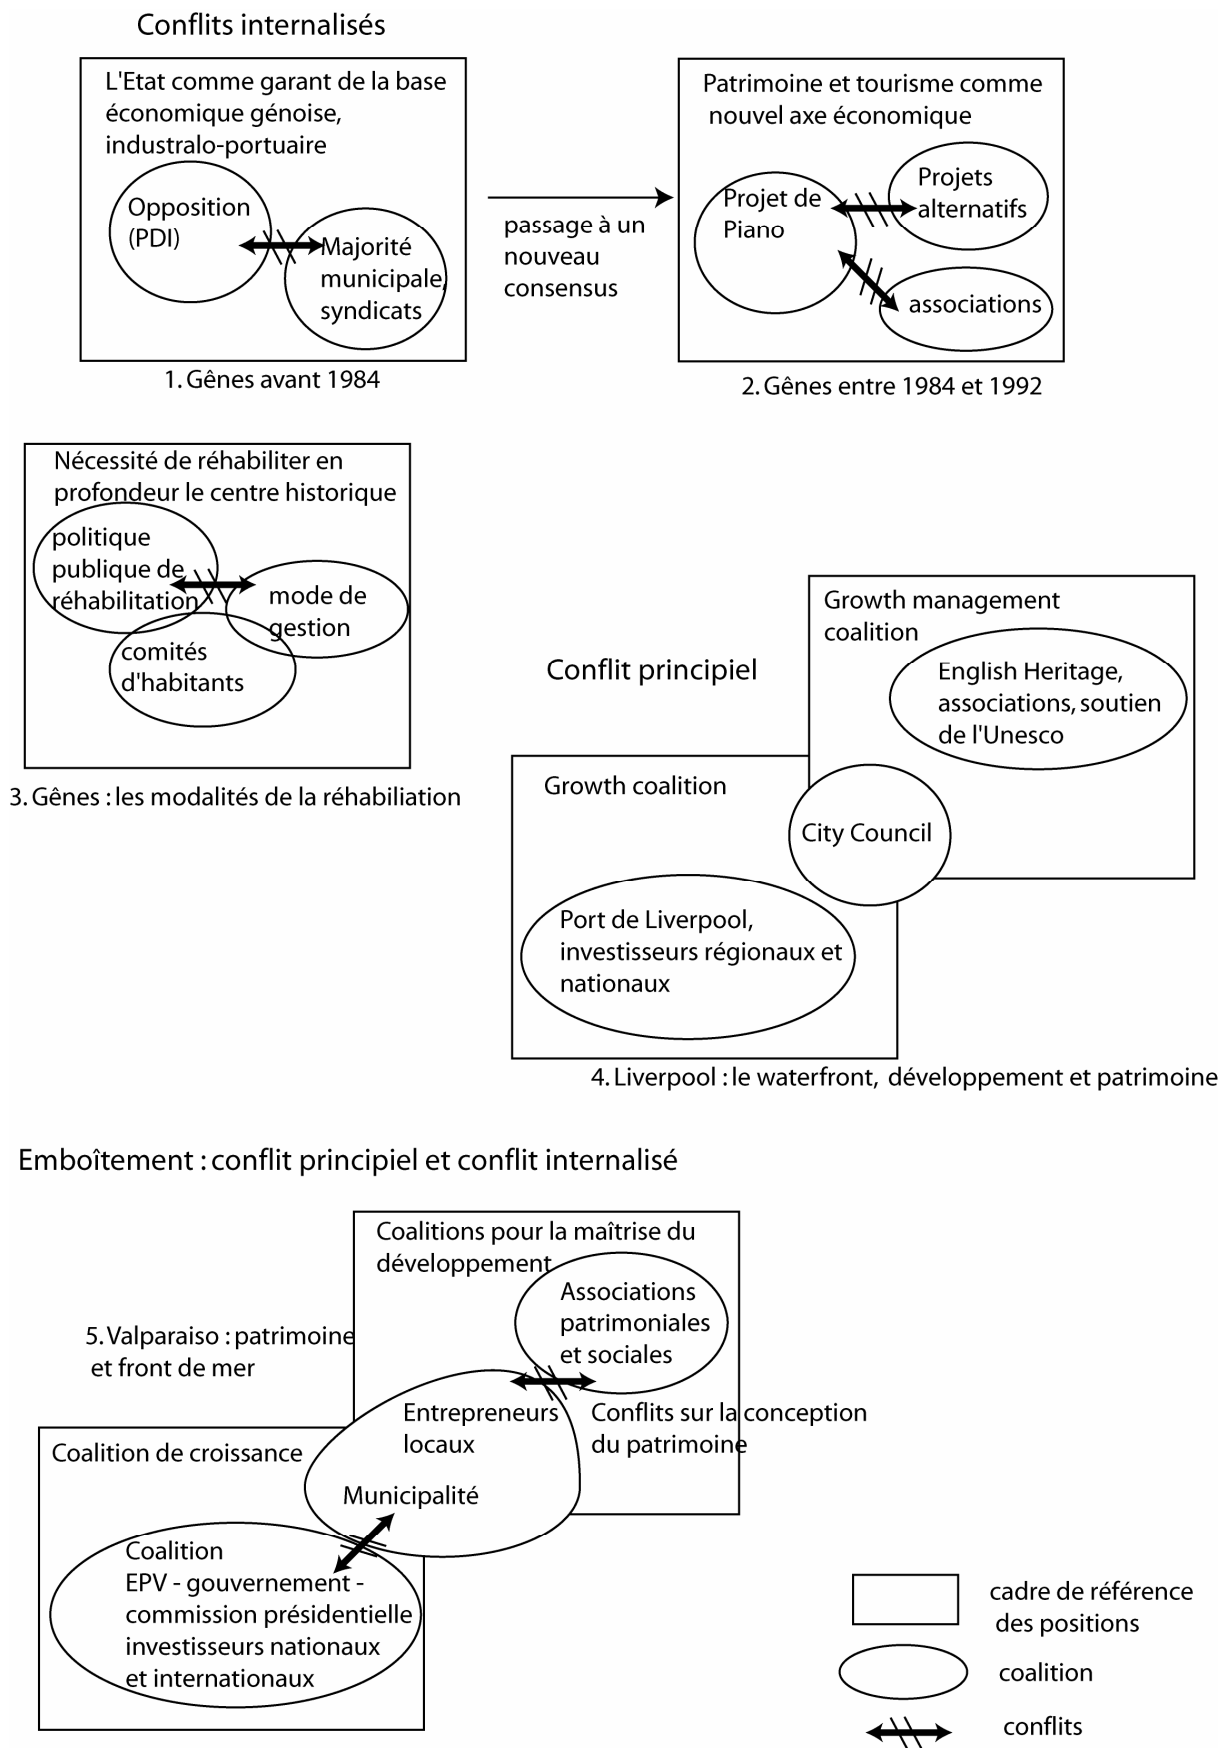 Conflits internalisés
L'Etat comme garant de la base
économique génoise,
industralo-portuaire
Opposition
(PDI)
Majorité
municipale,
syndicats
1. Gênes avant 1984
passage à un
nouveau
consensus
Patrimoine et tourisme comme
nouvel axe économique
Projet de
Piano
Projets
alternatifs
associations
2. Gênes entre 1984 et 1992
Nécessité de réhabiliter en
profondeur le centre historique
politique
publique de
réhabilitation
mode de
gestion
comités
d'habitants
3. Gênes : les modalités de la réhabiliation
Conflit principiel
Growth management
coalition
English Heritage,
associations, soutien
de l'Unesco
Growth coalition
City Council
Port de Liverpool,
investisseurs régionaux et
nationaux
4. Liverpool : le waterfront, développement et patrimoine
Emboîtement : conflit principiel et conflit internalisé
Coalitions pour la maîtrise du
développement
Associations
patrimoniales
et sociales
5. Valparaiso : patrimoine
et front de mer
Entrepreneurs
locaux
Conflits sur la conception
du patrimoine
Coalition de croissance
Municipalité
Coalition
EPV - gouvernement -
commission présidentielle
investisseurs nationaux
et internationaux
cadre de référence
des positions
coalition
conflits